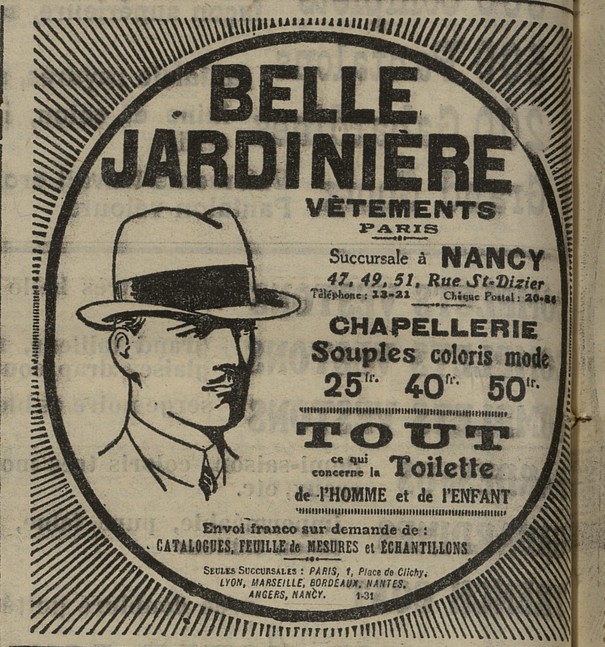 BELLE
JARDINIÈRE
VÊTEMENTS
PARIS
Succursale à NANCY
47, 49, 51, Rue St-Dizier
Téléphone : 13-21 Chèque Postal : 20-86
CHAPELLERIE
Souples coloris mode
25fr. 40fr. 50fr.
TOUT
ce qui
concerne la Toilette
de l'HOMME et de l'ENFANT
Envoi franco sur demande de :
CATALOGUES, FEUILLE de MESURES et ÉCHANTILLONS
SEULES SUCCURSALES : PARIS, 1, Place de Clichy.
LYON, MARSEILLE, BORDEAUX, NANTES.
ANGERS, NANCY. 1-31